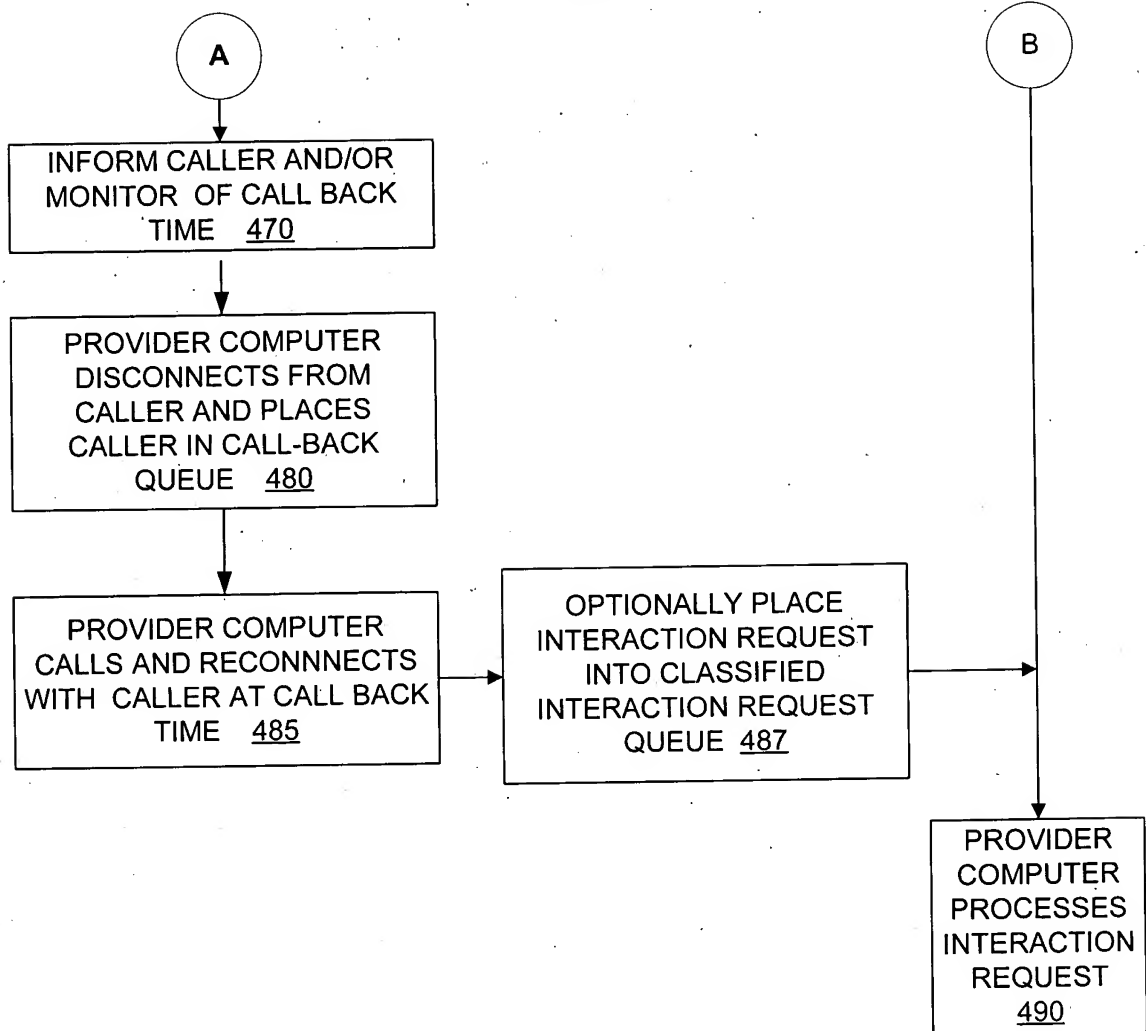 A
B
INFORM CALLER AND/OR
MONITOR OF CALL BACK
TIME 470
PROVIDER COMPUTER
DISCONNECTS FROM
CALLER AND PLACES
CALLER IN CALL-BACK
QUEUE 480
PROVIDER COMPUTER
CALLS AND RECONNNECTS
WITH CALLER AT CALL BACK
TIME 485
OPTIONALLY PLACE
INTERACTION REQUEST
INTO CLASSIFIED
INTERACTION REQUEST
QUEUE 487
PROVIDER
COMPUTER
PROCESSES
INTERACTION
REQUEST
490